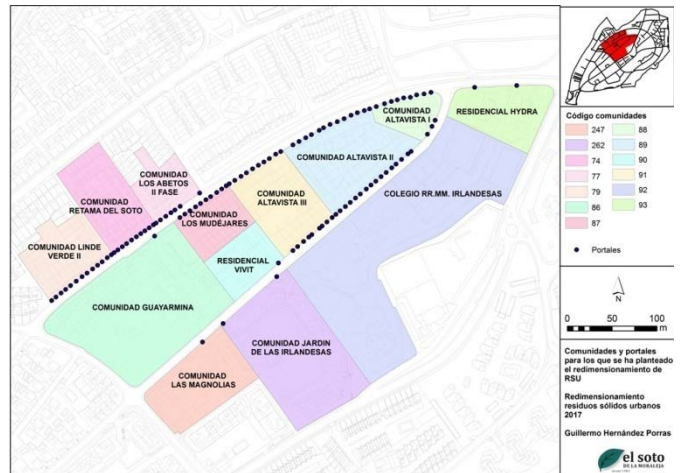 COMUNIDAD
ALTAVISTA I
RESIDENCIAL HYDRA
COMUNIDAD
LOS ABETOS
II FASE
COMUNIDAD ALTAVISTA II
COMUNIDAD
RETAMA DEL SOTO
COMUNIDAD
ALTAVISTA III
COLEGIO RR.MM. IRLANDESAS
COMUNIDAD
LOS MUDÉJARES
COMUNIDAD LINDE
VERDE II
RESIDENCIAL
VIVIT
COMUNIDAD GUAYARMINA
COMUNIDAD JARDIN
DE LAS IRLANDESAS
COMUNIDAD
LAS MAGNOLIAS
Código comunidades
247
262
74
77
79
86
87
88
89
90
91
92
93
Portales
N
0 50 100
m
Comunidades y portales
para los que se ha planteado
el redimensionamiento de
RSU
Redimensionamiento
residuos sólidos urbanos
2017
Guillermo Hernández Porras
el soto
DE LA MORALEJA